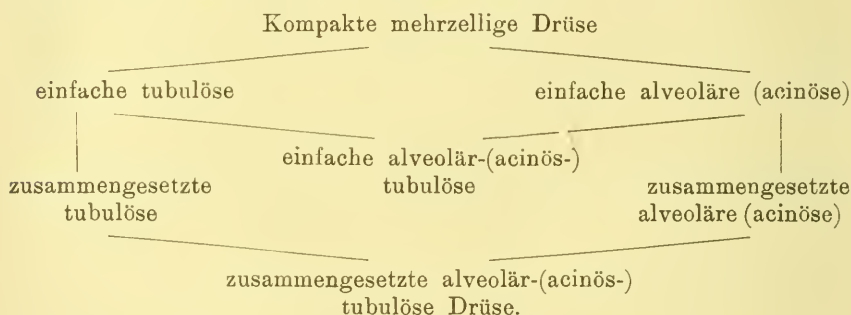 Kompakte mehrzellige Drüse
einfache tubulöse
einfache alveoläre (acinöse)
einfache alveolär-(acinös-)
tubulöse
zusammengesetzte
tubulöse
zusammengesetzte
alveoläre (acinöse)
zusammengesetzte alveolär-(acinös-)
tubulöse Drüse.